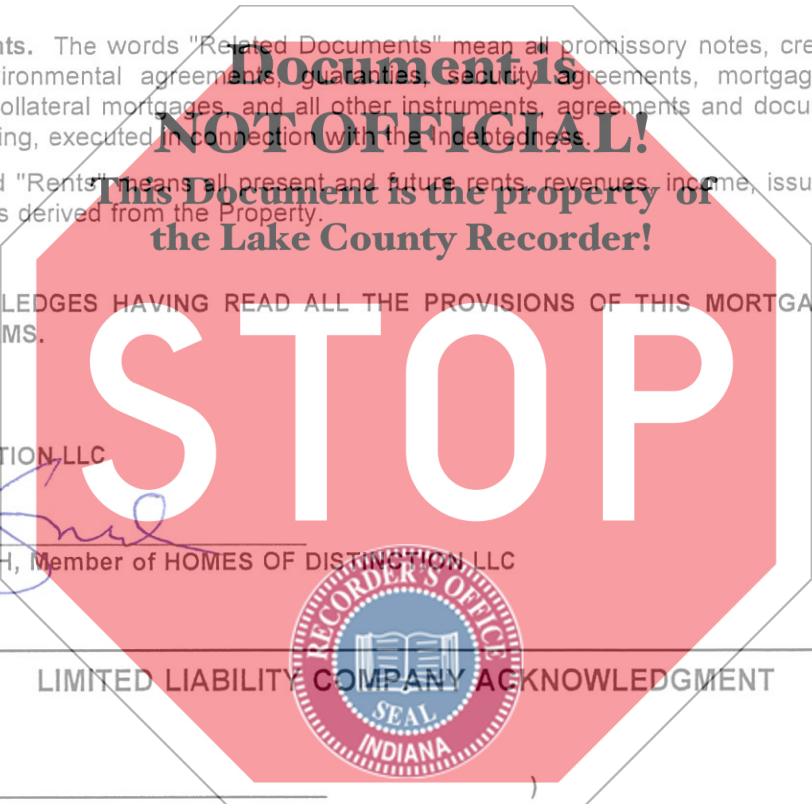 nts. The words "Related Documents" mean all promissory notes, cre
ironmental agreements, guaranties, security agreements, mortgag
ollateral mortgages, and all other instruments, agreements and docu
ing, executed in connection with the Indebtedness.
Document is
NOT OFFICIAL!
d "Rents" means all present and future rents, revenues, income, issu
s derived from the Property.
This Document is the property of
the Lake County Recorder!
LEDGES HAVING READ ALL THE PROVISIONS OF THIS MORTGA
MS.
STOP
TION LLC
H, Member of HOMES OF DISTINCTION LLC
RECORDER'S OFFICE
SEAL
INDIANA
LIMITED LIABILITY COMPANY ACKNOWLEDGMENT
)